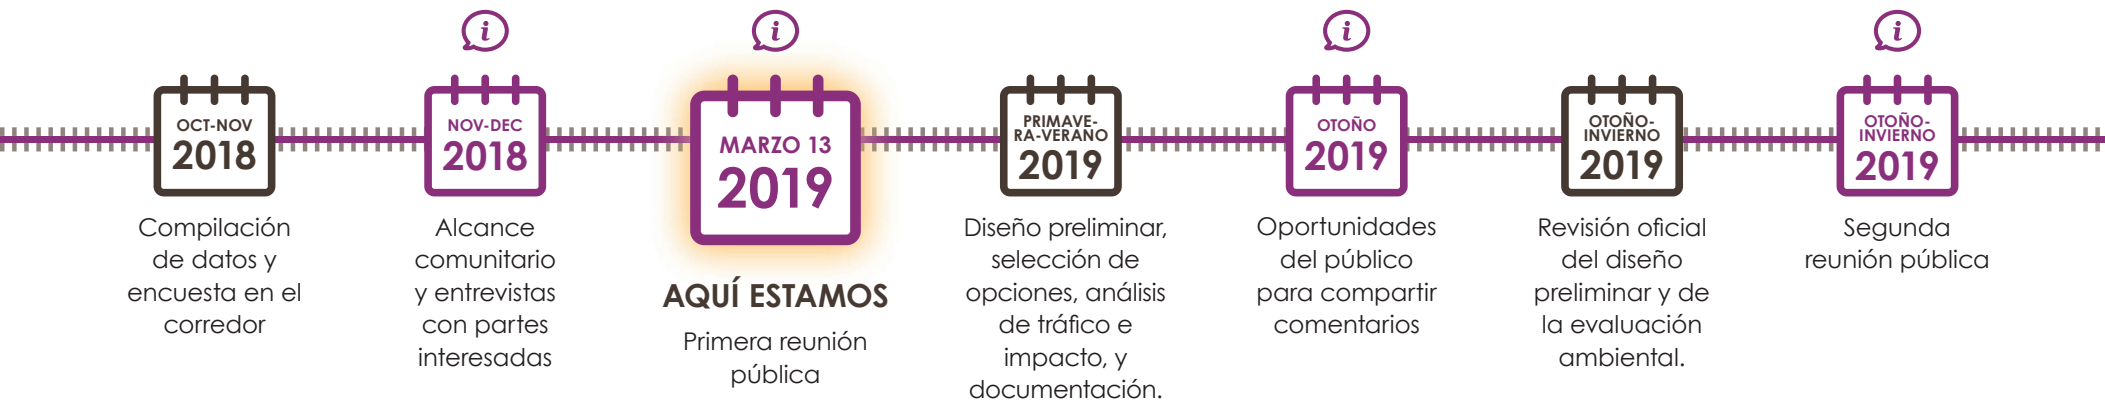 i
OCT-NOV
2018
Compilación
de datos y
encuesta en el
corredor
i
NOV-DEC
2018
Alcance
comunitario
y entrevistas
con partes
interesadas
i
MARZO 13
2019
AQUÍ ESTAMOS
Primera reunión
pública
PRIMAVE-
RA-VERANO
2019
Diseño preliminar,
selección de
opciones, análisis
de tráfico e
impacto, y
documentación.
i
OTOÑO
2019
Oportunidades
del público
para compartir
comentarios
OTOÑO-
INVIERNO
2019
Revisión oficial
del diseño
preliminar y de
la evaluación
ambiental.
OTOÑO-
INVIERNO
2019
Segunda
reunión pública